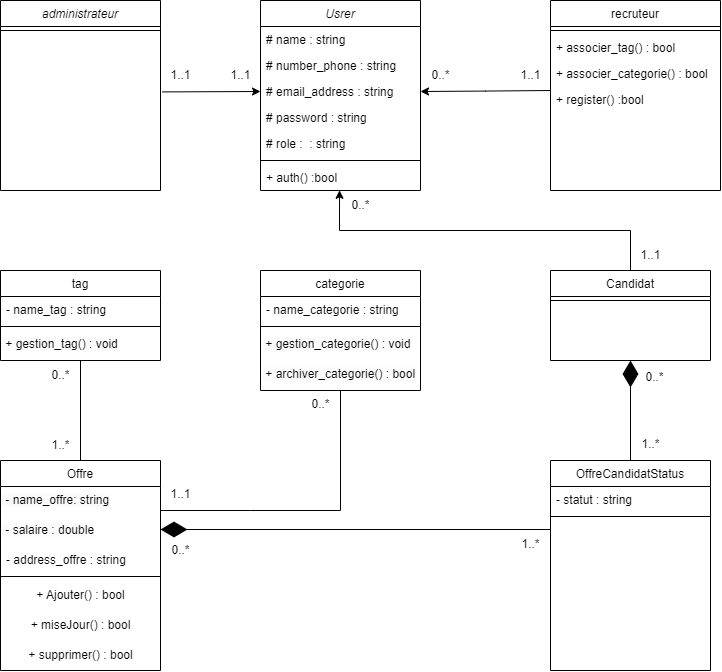 administrateur
Usrer
# name : string
# number_phone : string
# email_address : string
# password : string
# role :  : string
+ auth() :bool
recruteur
+ associer_tag() : bool
+ associer_categorie() : bool
+ register() :bool
1..1
1..1
0..*
1..1
0..*
1..1
tag
- name_tag : string
+ gestion_tag() : void
categorie
- name_categorie : string
+ gestion_categorie() : void
+ archiver_categorie() : bool
Candidat
0..*
0..*
0..*
1..*
1..*
Offre
- name_offre: string
- salaire : double
- address_offre : string
+ Ajouter() : bool
+ miseJour() : bool
+ supprimer() : bool
1..1
0..*
1..*
OffreCandidatStatus
- statut : string